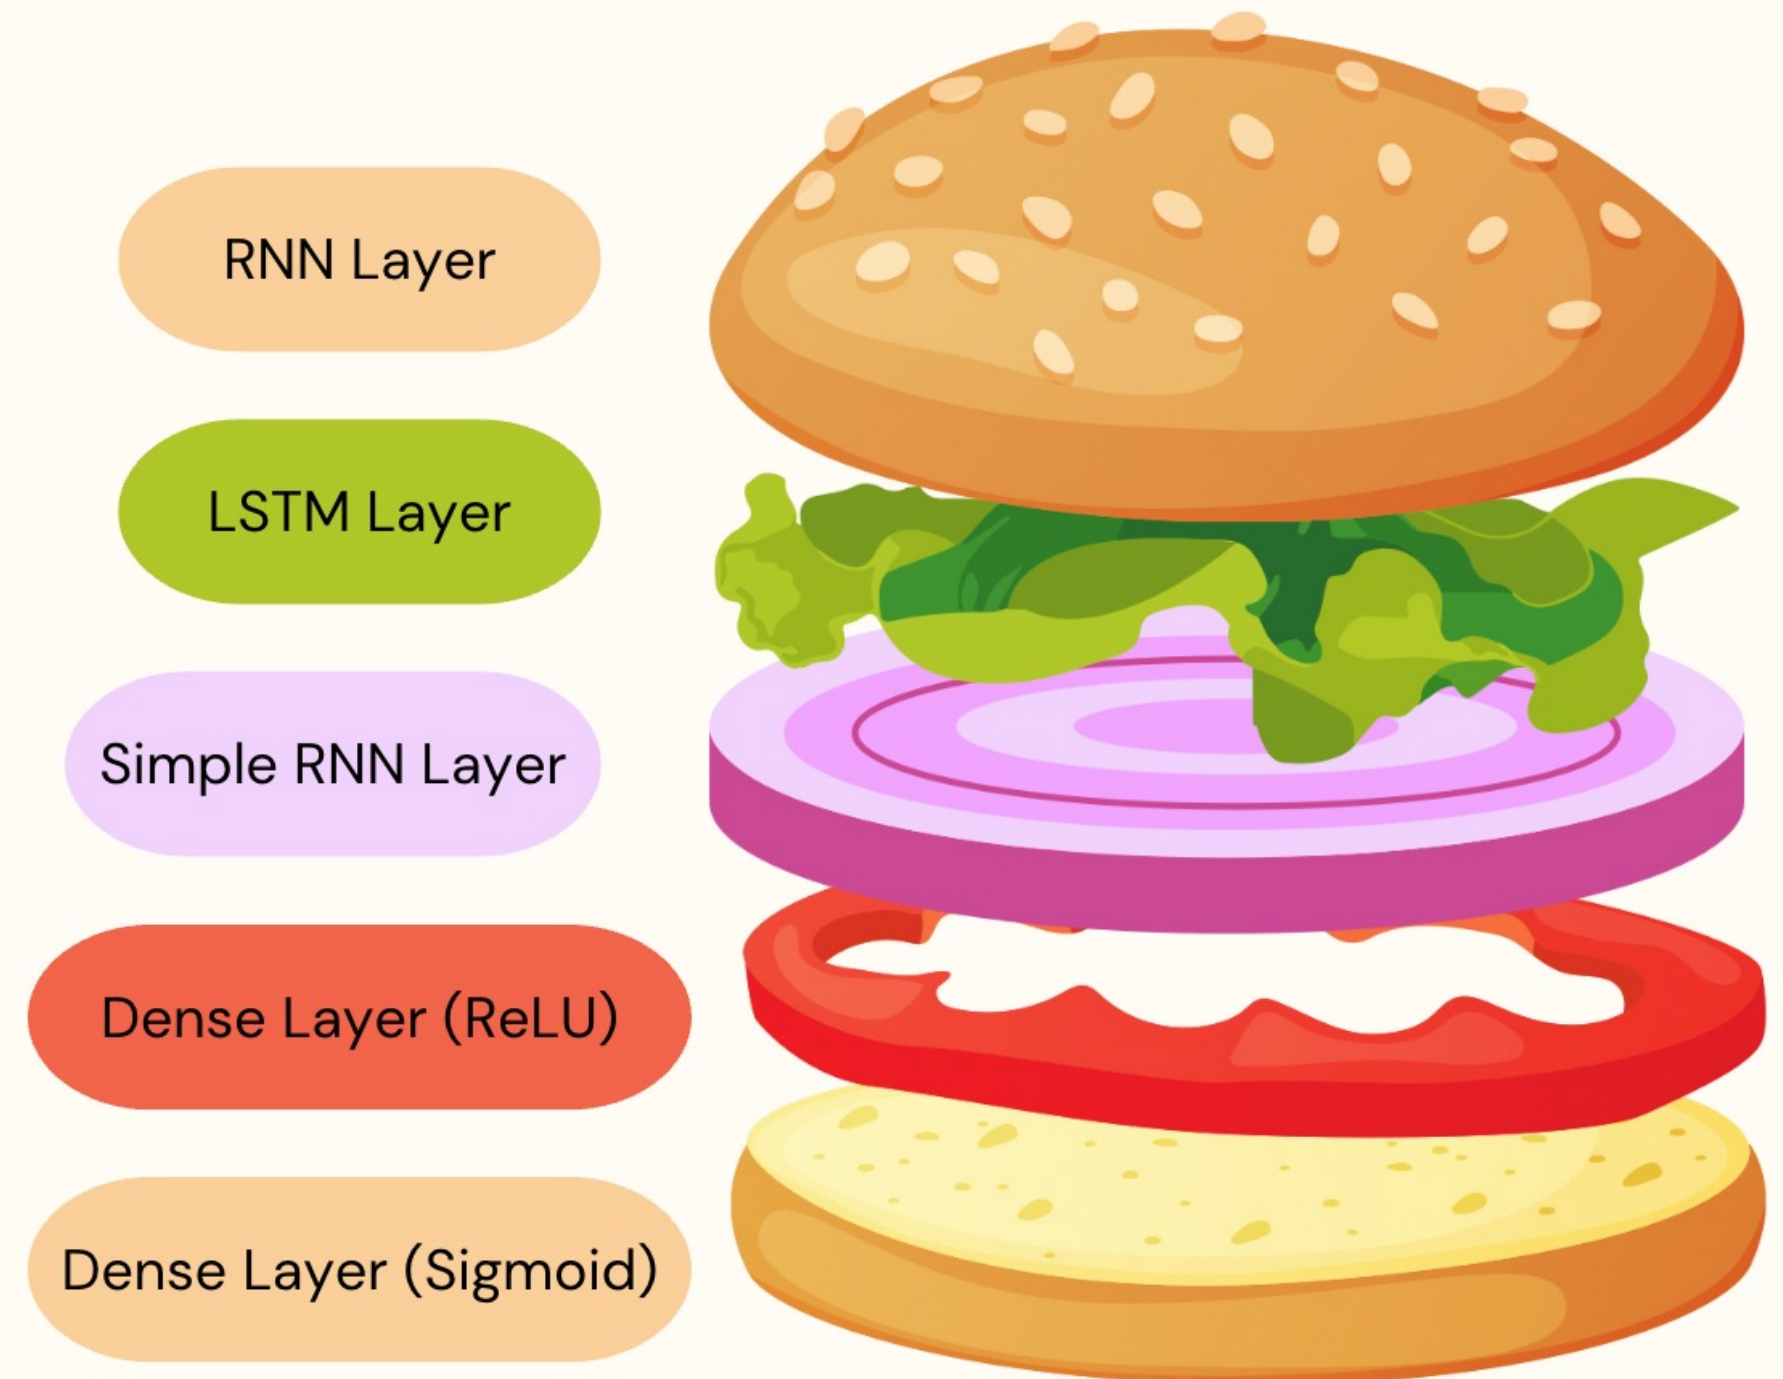 RNN Layer
LSTM Layer
Simple RNN Layer
Dense Layer (ReLU)
Dense Layer (Sigmoid)